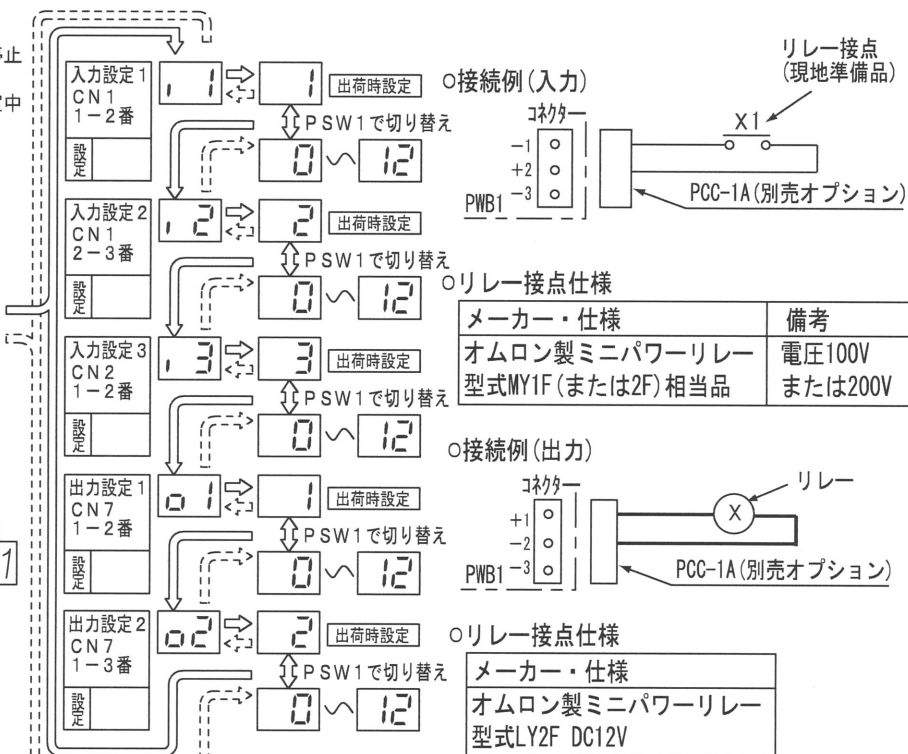 止
中
入力設定1
CN1
1-2番
設定
i 1
1
出荷時設定
PSW1で切り替え
0 ～ 12
入力設定2
CN1
2-3番
設定
i 2
2
出荷時設定
PSW1で切り替え
0 ～ 12
入力設定3
CN2
1-2番
設定
i 3
3
出荷時設定
PSW1で切り替え
0 ～ 12
出力設定1
CN7
1-2番
設定
o1
1
出荷時設定
PSW1で切り替え
0 ～ 12
出力設定2
CN7
1-3番
設定
o2
2
出荷時設定
PSW1で切り替え
0 ～ 12
1
○接続例(入力)
リレー接点
(現地準備品)
コネクター
X1
-1
+2
-3
PWB1
PCC-1A(別売オプション)
○リレー接点仕様
メーカー・仕様 備考
オムロン製ミニパワーリレー 電圧100V
型式MY1F(または2F)相当品 または200V
○接続例(出力)
コネクター
リレー
X
+1
-2
-3
PWB1
PCC-1A(別売オプション)
○リレー接点仕様
メーカー・仕様
オムロン製ミニパワーリレー
型式LY2F DC12V